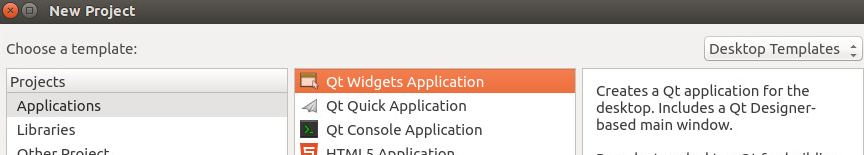 New Project
Choose a template:
Desktop Templates
Projects
Applications
Libraries
Other Project
Qt Widgets Application
Qt Quick Application
Qt Console Application
HTML5 Application
Creates a Qt application for the
desktop. Includes a Qt Designer-
based main window.